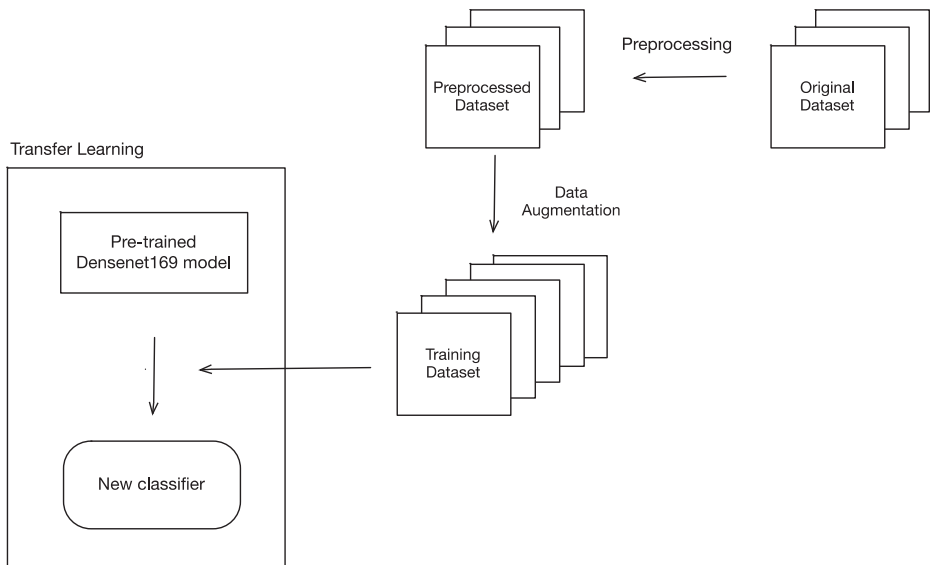 Preprocessing
Original
Dataset
Preprocessed
Dataset
Data
Augmentation
Training
Dataset
Transfer Learning
Pre-trained
Densenet169 model
New classifier